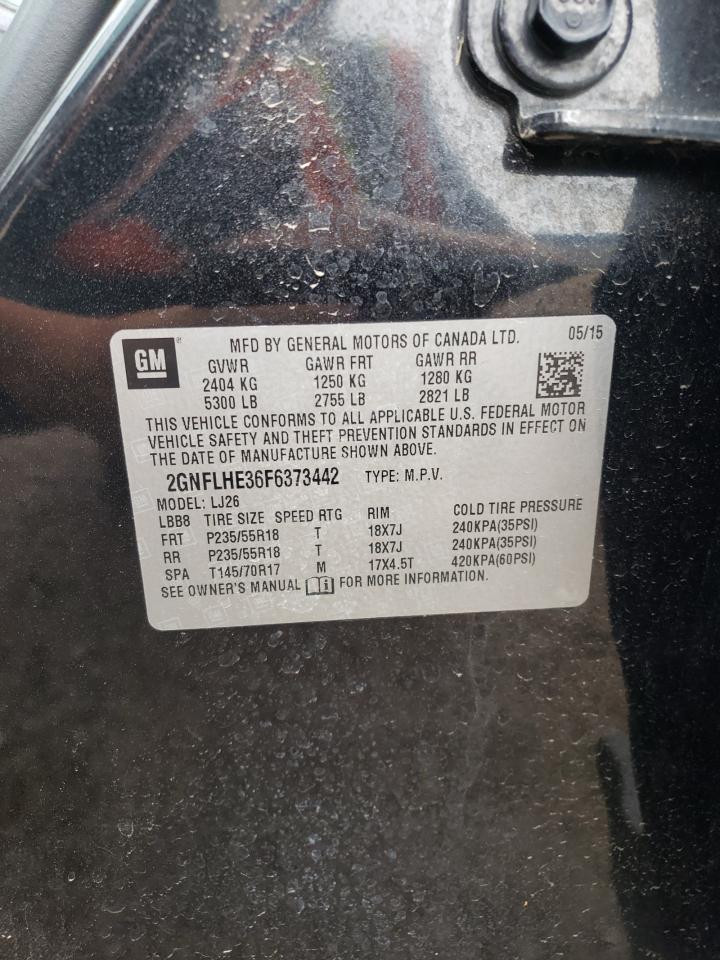 GM
MFD BY GENERAL MOTORS OF CANADA LTD. 05/15
GVWR GAWR FRT GAWR RR
2404 KG 1250 KG 1280 KG
5300 LB 2755 LB 2821 LB
THIS VEHICLE CONFORMS TO ALL APPLICABLE U.S. FEDERAL MOTOR
VEHICLE SAFETY AND THEFT PREVENTION STANDARDS IN EFFECT ON
THE DATE OF MANUFACTURE SHOWN ABOVE.
2GNFLHE36F6373442 TYPE: M.P.V.
MODEL: LJ26
LBB8 TIRE SIZE SPEED RTG RIM COLD TIRE PRESSURE
FRT P235/55R18 T 18X7J 240KPA(35PSI)
RR P235/55R18 T 18X7J 240KPA(35PSI)
SPA T145/70R17 M 17X4.5T 420KPA(60PSI)
SEE OWNER'S MANUAL FOR MORE INFORMATION.